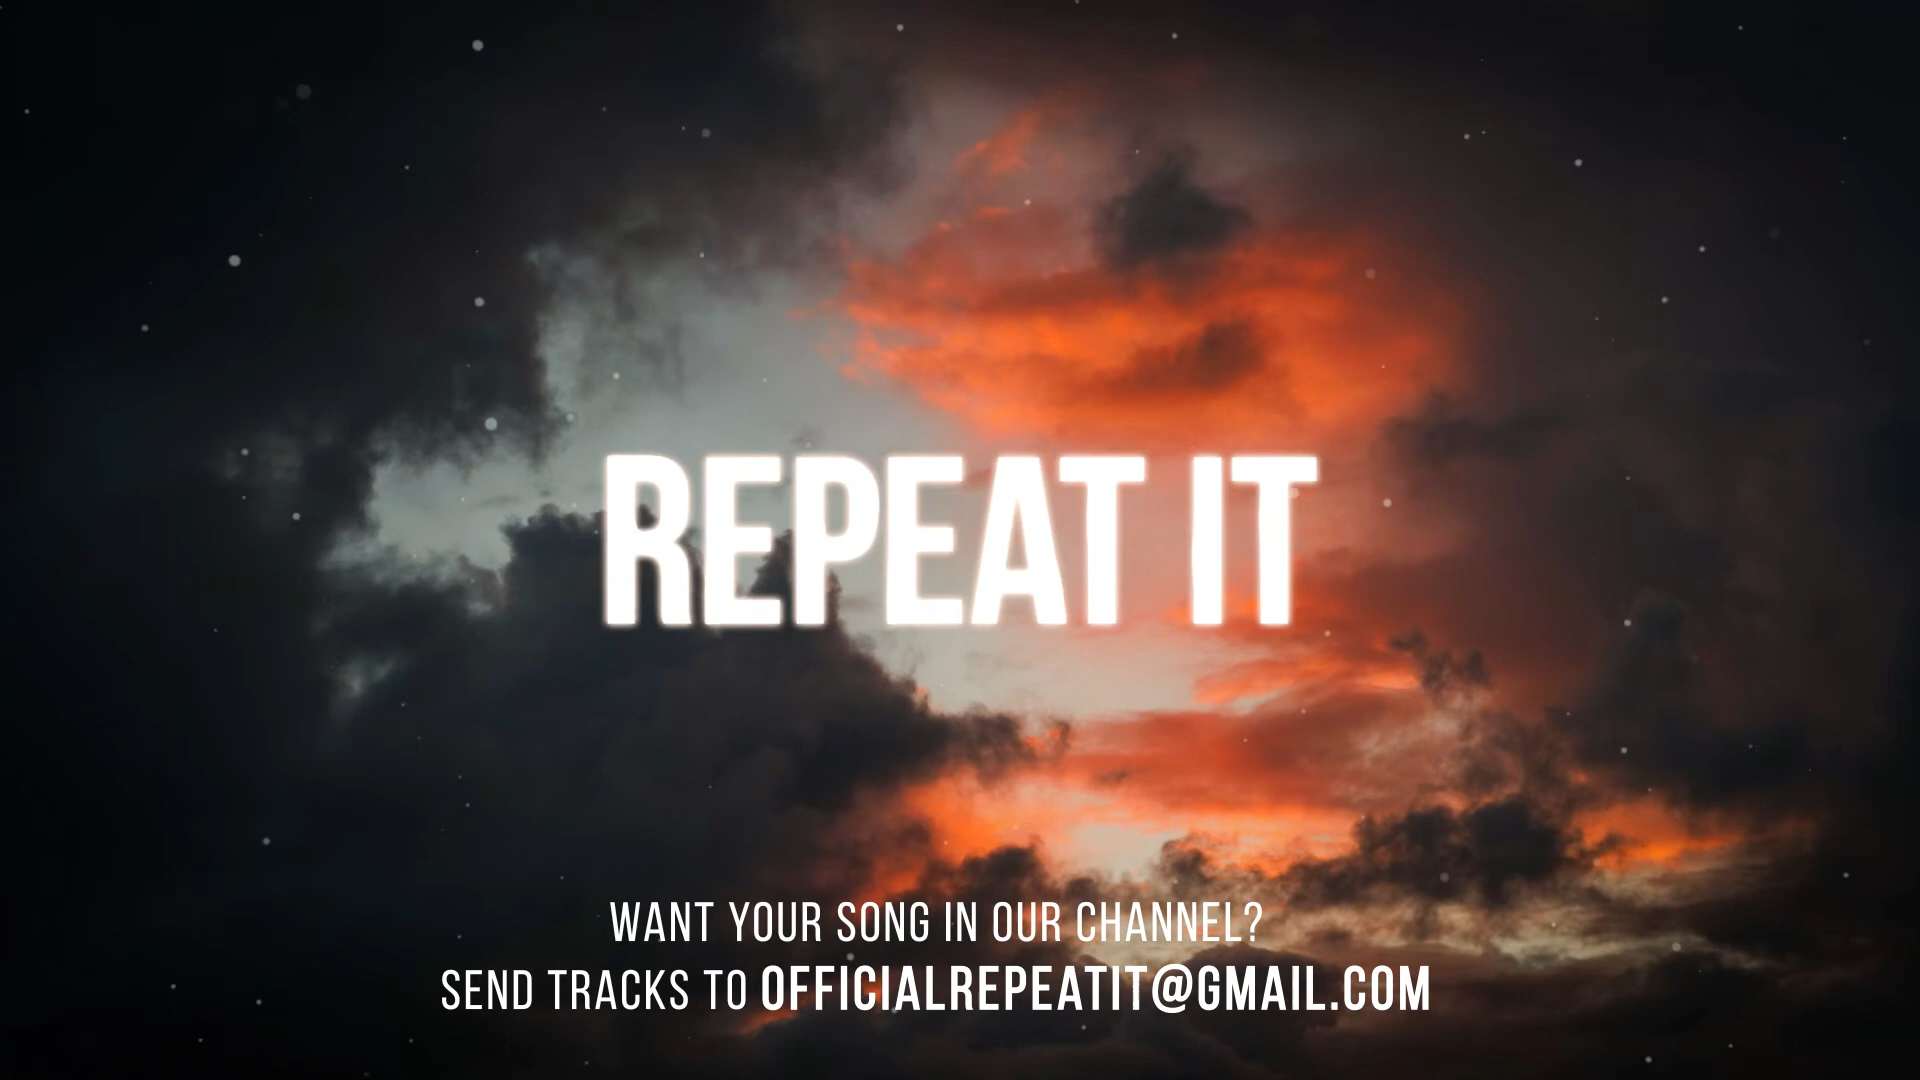 REPEAT IT
WANT YOUR SONG IN OUR CHANNEL?
SEND TRACKS TO OFFICIALREPEATIT@GMAIL.COM